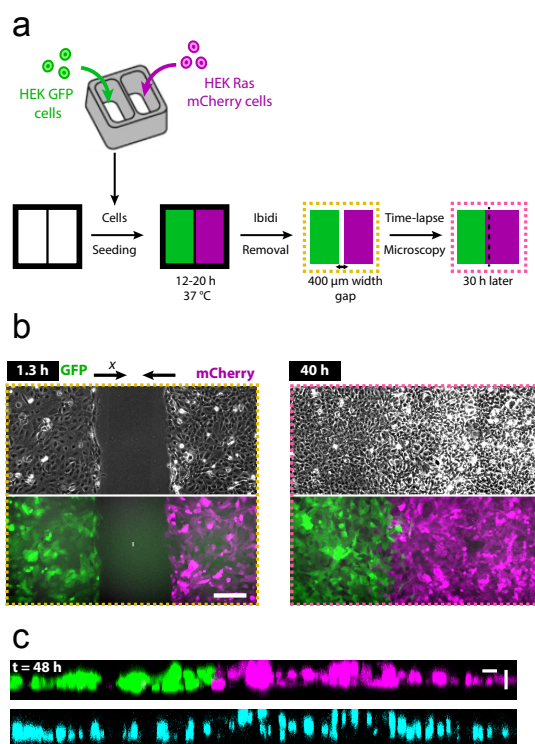 a
HEK GFP
cells
HEK Ras
mCherry cells
Cells
Seeding
Ibidi
Removal
Time-lapse
Microscopy
12-20 h
37 °C
400 μm width
gap
30 h later
b
1.3 h
GFP
x
mCherry
40 h
c
t = 48 h